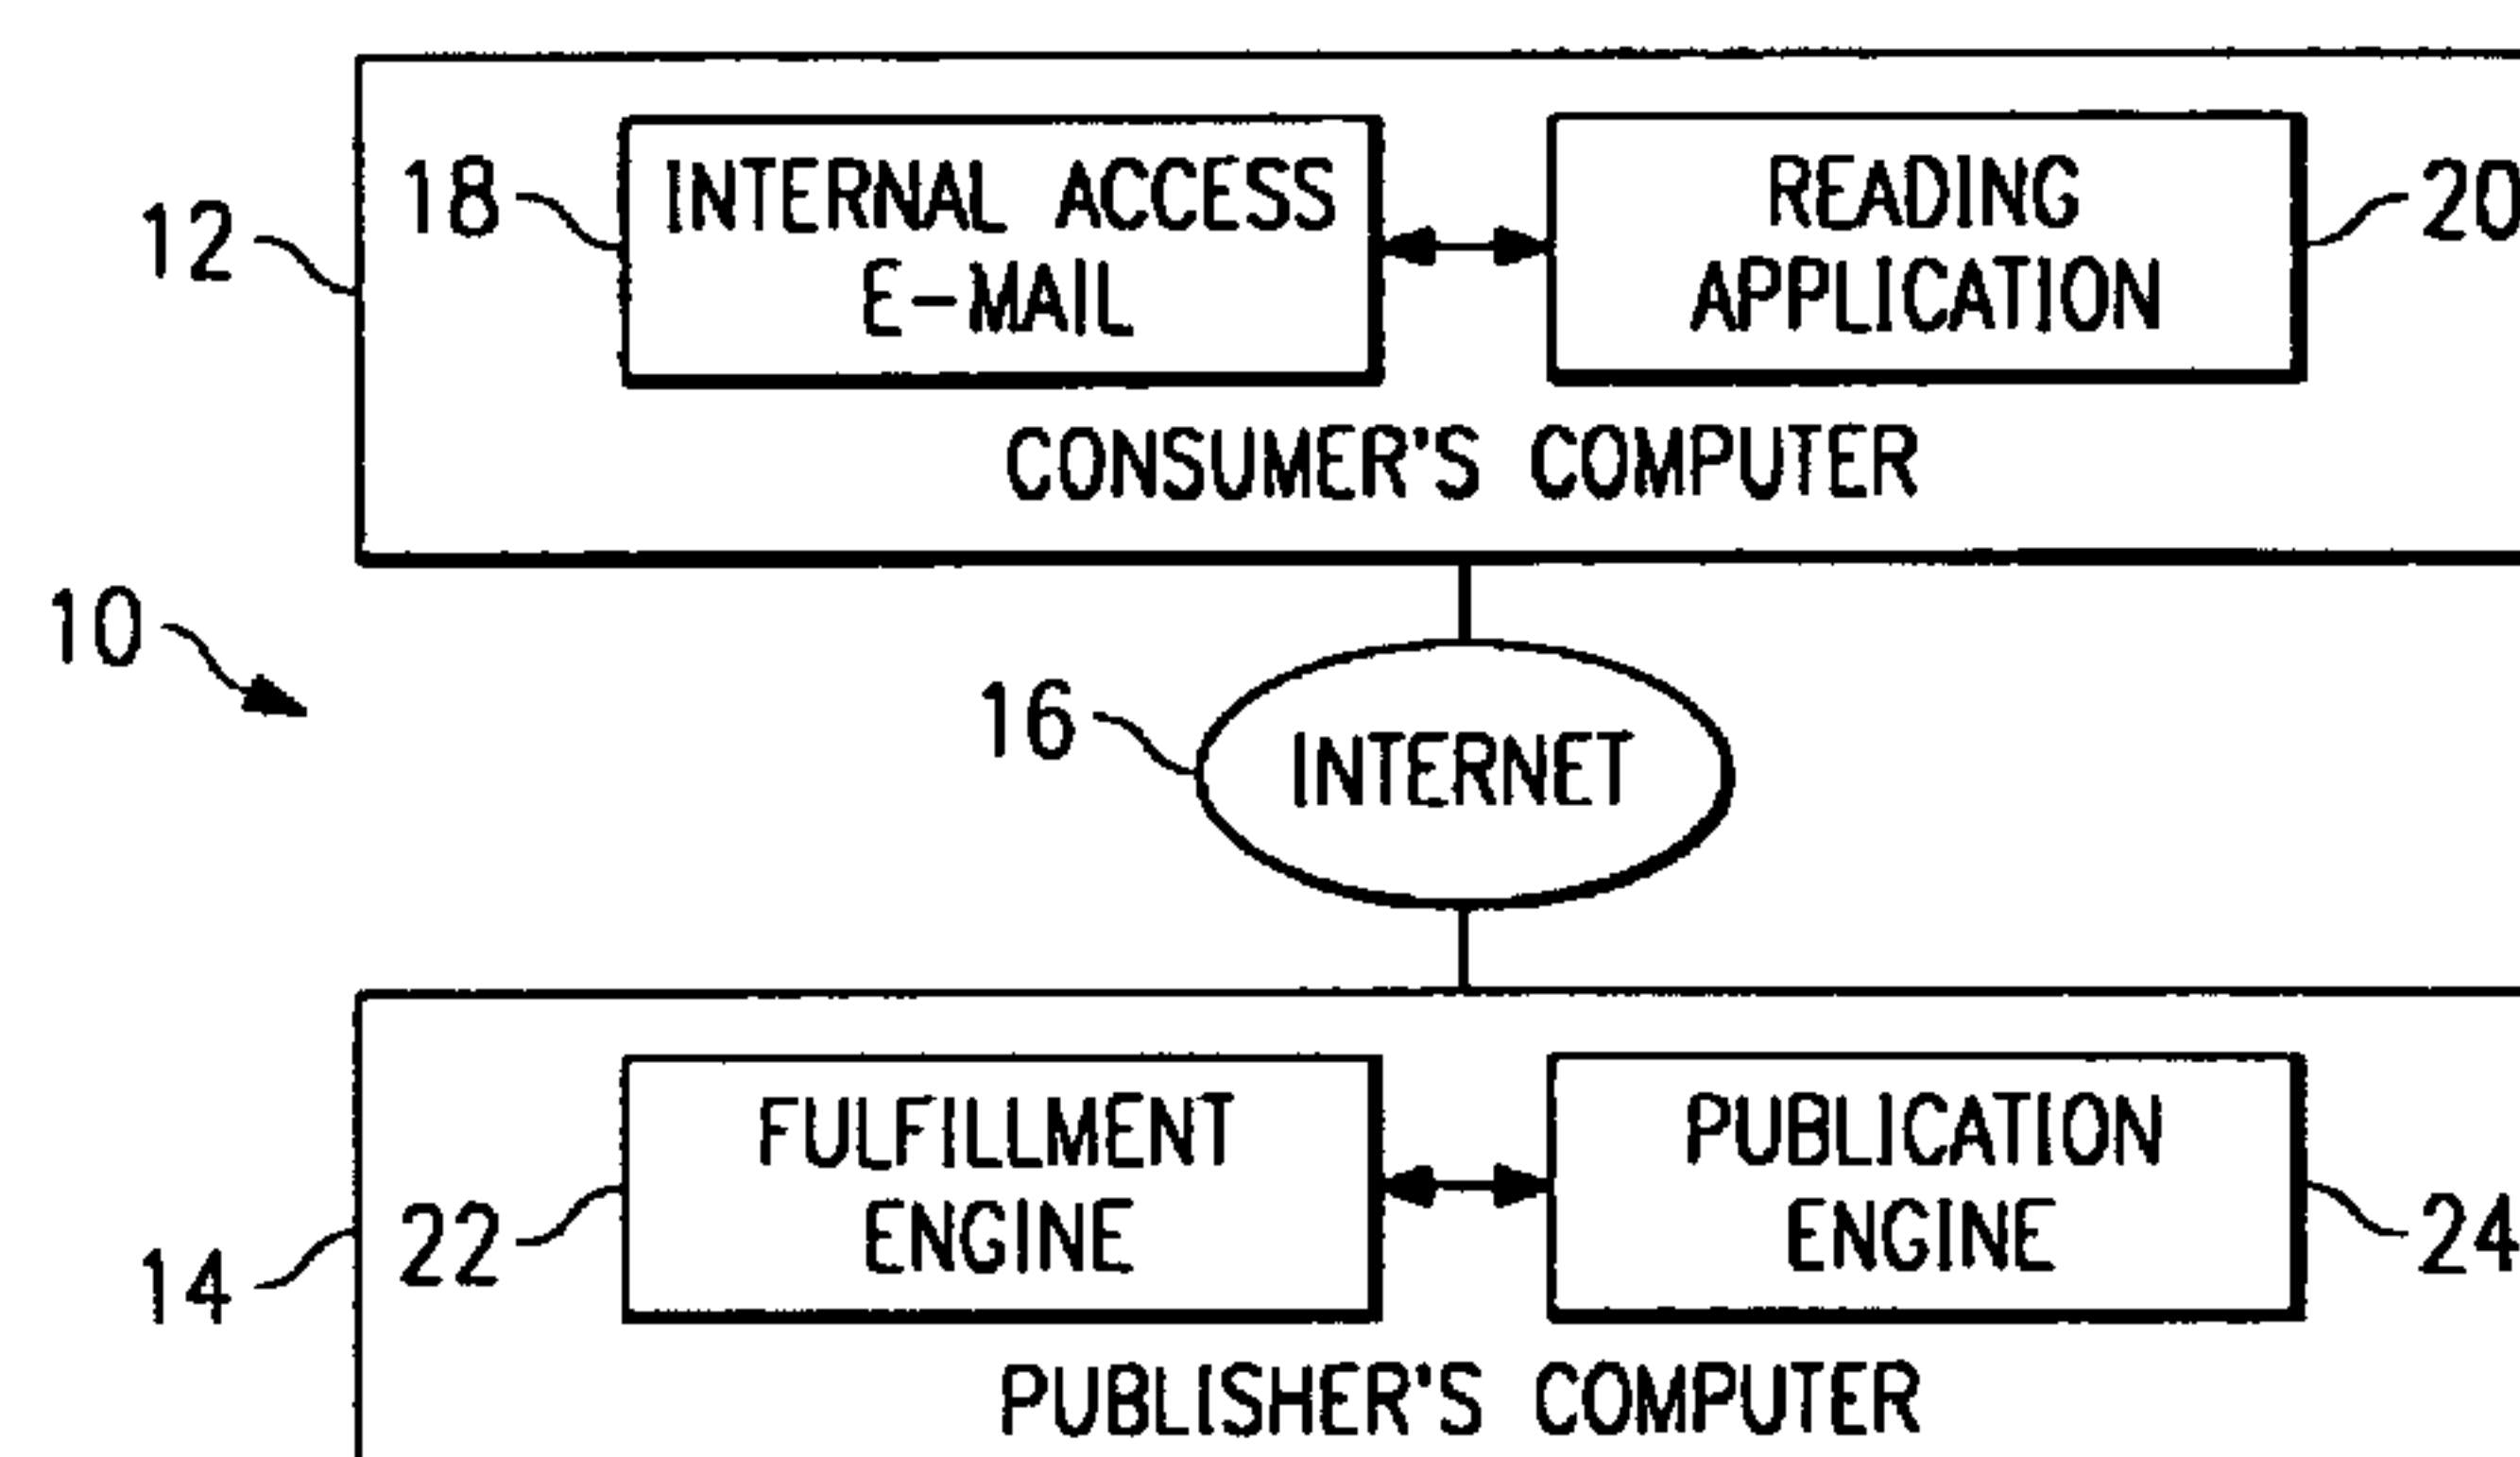 18 INTERNAL ACCESS READING 20
12 E-MAIL APPLICATION
CONSUMER'S COMPUTER
10
16 INTERNET
FULFILLMENT PUBLICATION
22 ENGINE ENGINE 24
14
PUBLISHER'S COMPUTER